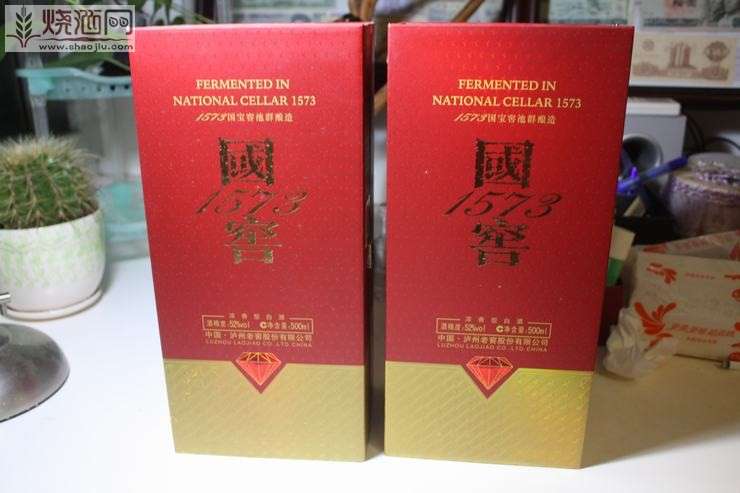 烧酒网
www.shaojiu.com
FERMENTED IN
NATIONAL CELLAR 1573
1573国宝窖池群酿造
國
1573
窖
浓香型白酒
酒精度:52%vol 净含量:500ml
中国·泸州老窖股份有限公司
LUZHOU LAOJIAO CO.,LTD.CHINA
FERMENTED IN
NATIONAL CELLAR 1573
1573国宝窖池群酿造
國
1573
窖
浓香型白酒
酒精度:52%vol 净含量:500ml
中国·泸州老窖股份有限公司
LUZHOU LAOJIAO CO.,LTD.CHINA